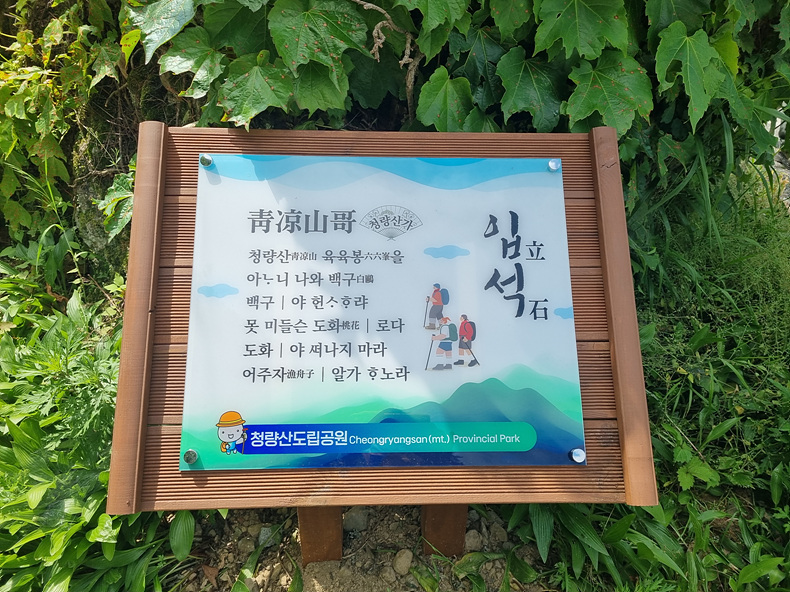 靑凉山哥 청량산가
청량산靑凉山 육육봉六六峯을
아ᄂᆞ니 나와 백구白鷗
백구ㅣ야 헌ᄉᆞᄒᆞ랴
못 미들슨 도화桃花ㅣ로다
도화ㅣ야 ᄯᅥ나지 마라
어주자漁舟子ㅣ 알가 ᄒᆞ노라
입立
석石
청량산도립공원 Cheongryangsan(mt.) Provincial Park